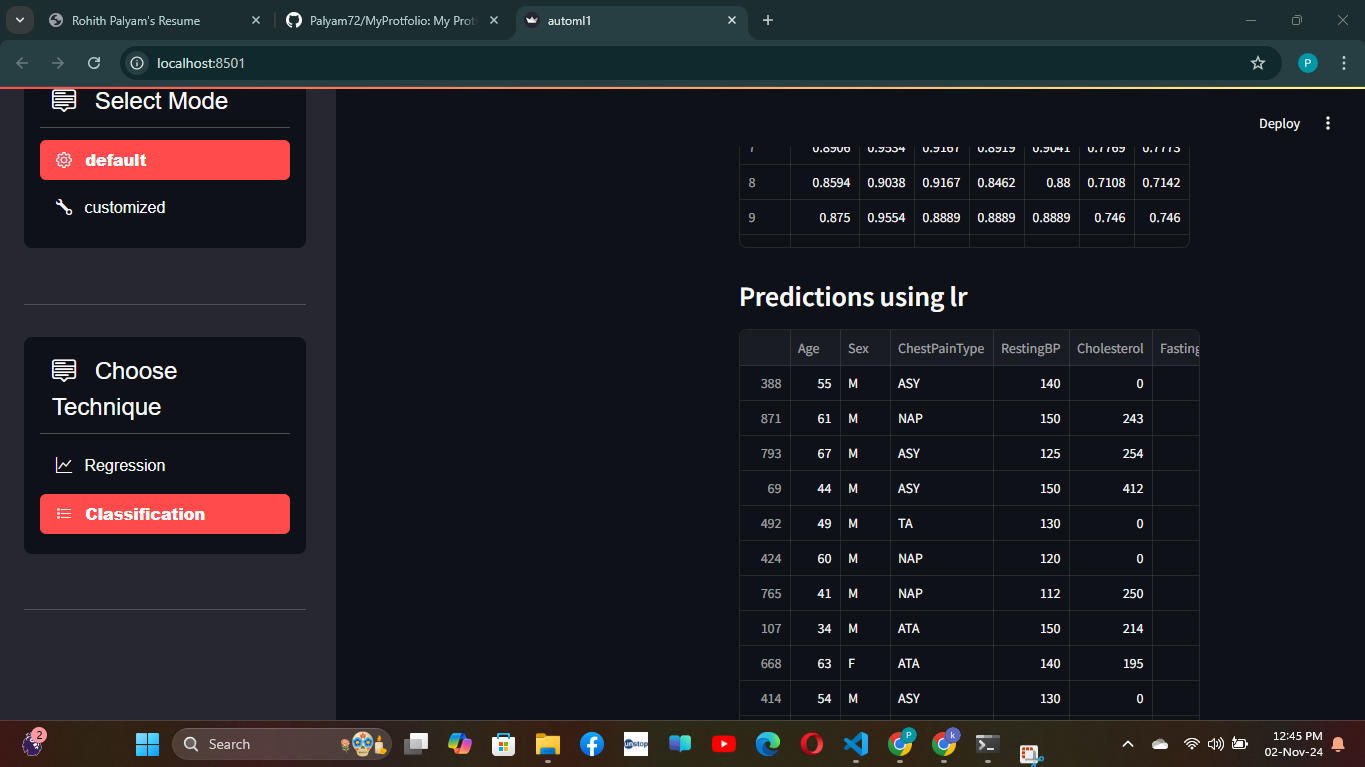 Rohith Palyam's Resume
Palyam72/MyProtfolio: My Prot
automl1
localhost:8501
P
Select Mode
default
customized
Choose
Technique
Regression
Classification
Deploy
7 0.8906 0.9534 0.9167 0.8919 0.9041 0.7769 0.7773
8 0.8594 0.9038 0.9167 0.8462 0.88 0.7108 0.7142
9 0.875 0.9554 0.8889 0.8889 0.8889 0.746 0.746
Predictions using lr
Age Sex ChestPainType RestingBP Cholesterol Fasting
388 55 M ASY 140 0
871 61 M NAP 150 243
793 67 M ASY 125 254
69 44 M ASY 150 412
492 49 M TA 130 0
424 60 M NAP 120 0
765 41 M NAP 112 250
107 34 M ATA 150 214
668 63 F ATA 140 195
414 54 M ASY 130 0
2
Search
unstop
P
k
12:45 PM
02-Nov-24